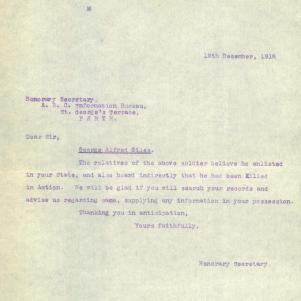 M
18th December, 1918
Honorary Secretary.
A. R. C. Information Bureau,
St. George's Terrace,
P E R T H.
Dear Sir,
George Alfred Giles.
The relatives of the above soldier believe he enlisted
in your State, and also heard indirectly that he had been Killed
in Action. We will be glad if you will search your records and
advise us regarding same, supplying any information in your possession.
Thanking you in anticipation,
Yours faithfully,
Honorary Secretary